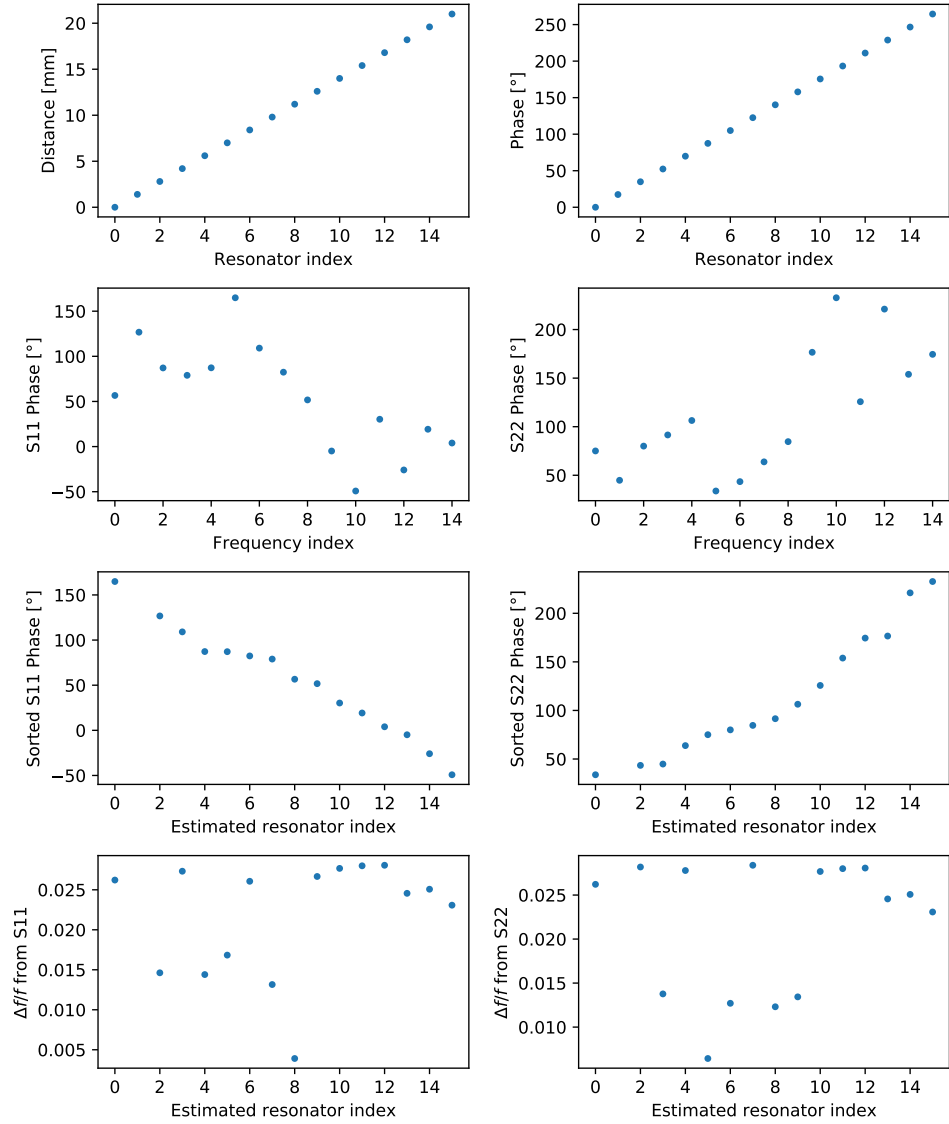 Distance [mm]
20
15
10
5
0
0 2 4 6 8 10 12 14
Resonator index
Phase [°]
250
200
150
100
50
0
0 2 4 6 8 10 12 14
Resonator index
S11 Phase [°]
150
100
50
0
−50
0 2 4 6 8 10 12 14
Frequency index
S22 Phase [°]
200
150
100
50
0 2 4 6 8 10 12 14
Frequency index
Sorted S11 Phase [°]
150
100
50
0
−50
0 2 4 6 8 10 12 14
Estimated resonator index
Sorted S22 Phase [°]
200
150
100
50
0 2 4 6 8 10 12 14
Estimated resonator index
Δf/f from S11
0.025
0.020
0.015
0.010
0.005
0 2 4 6 8 10 12 14
Estimated resonator index
Δf/f from S22
0.025
0.020
0.015
0.010
0 2 4 6 8 10 12 14
Estimated resonator index